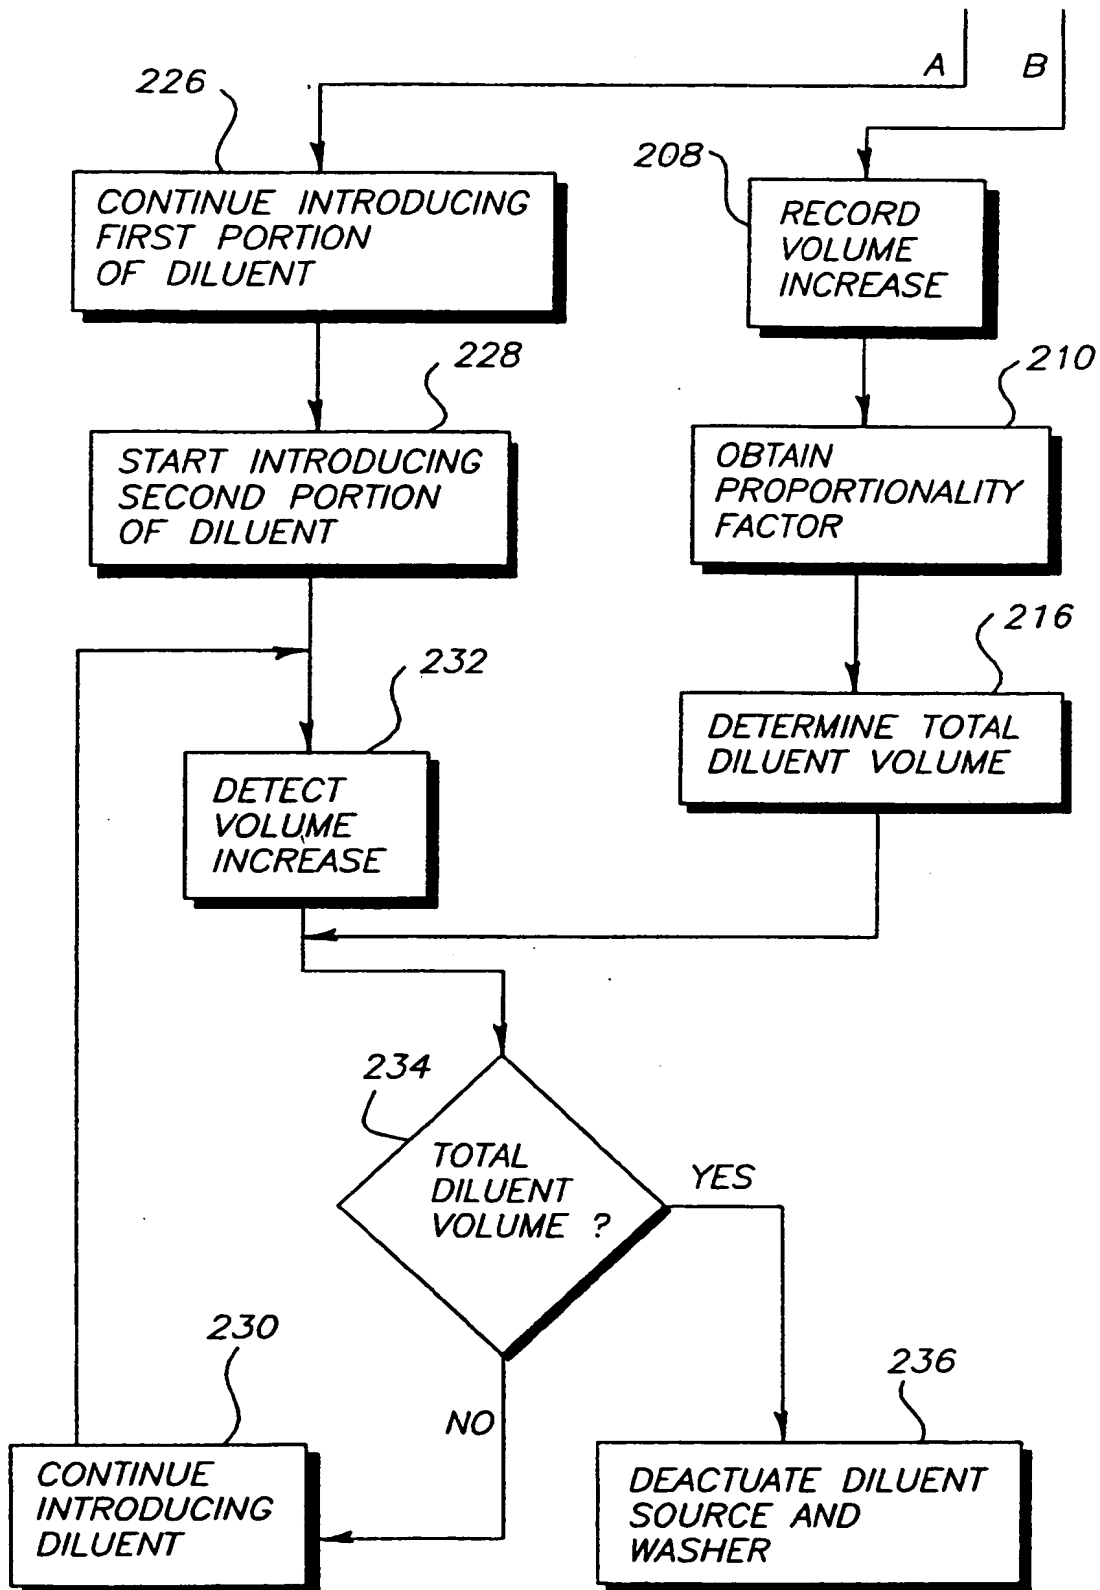 A
B
226
CONTINUE INTRODUCING
FIRST PORTION
OF DILUENT
208
RECORD
VOLUME
INCREASE
228
START INTRODUCING
SECOND PORTION
OF DILUENT
210
OBTAIN
PROPORTIONALITY
FACTOR
216
DETERMINE TOTAL
DILUENT VOLUME
232
DETECT
VOLUME
INCREASE
234
TOTAL
DILUENT
VOLUME ?
YES
NO
230
CONTINUE
INTRODUCING
DILUENT
236
DEACTUATE DILUENT
SOURCE AND
WASHER